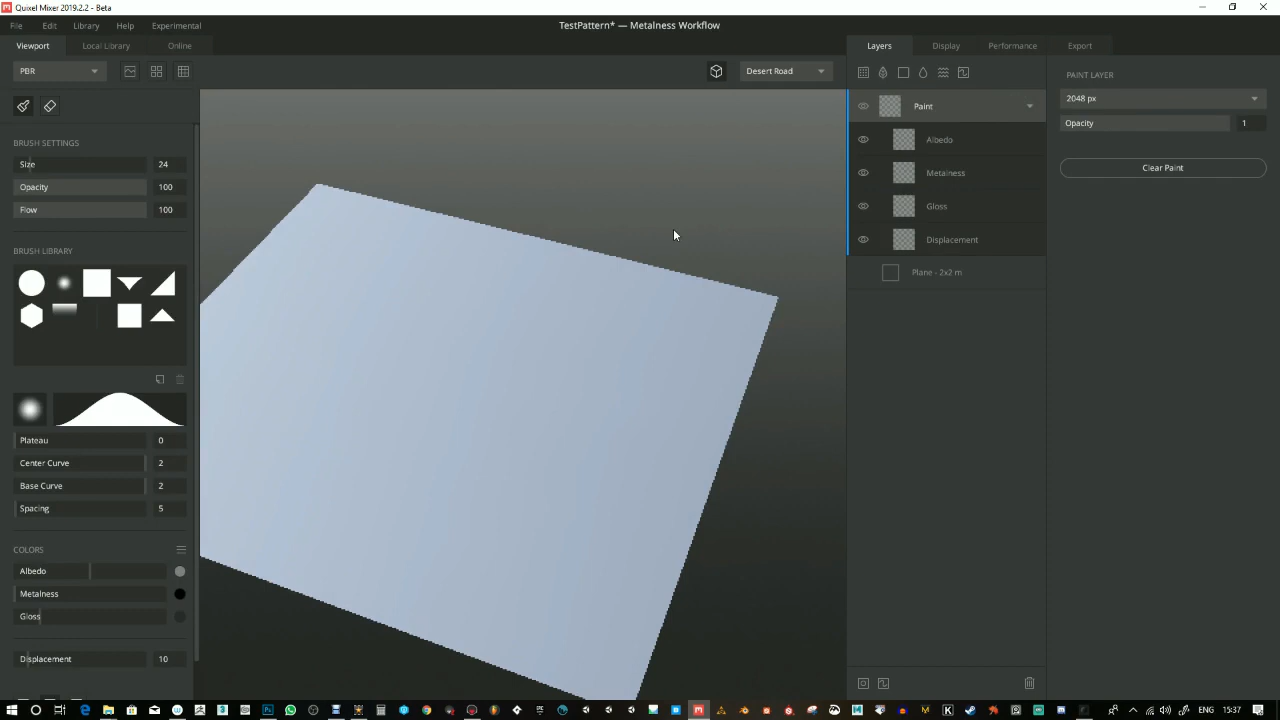 Quixel Mixer 2019.2.2 - Beta
File Edit Library Help Experimental
TestPattern* — Metalness Workflow
Viewport Local Library Online
Layers Display Performance Export
PBR
Desert Road
PAINT LAYER
2048 px
Opacity 1
Clear Paint
Paint
Albedo
Metalness
Gloss
Displacement
Plane - 2x2 m
BRUSH SETTINGS
Size 24
Opacity 100
Flow 100
BRUSH LIBRARY
Plateau 0
Center Curve 2
Base Curve 2
Spacing 5
COLORS
Albedo
Metalness
Gloss
Displacement 10
ENG 15:37